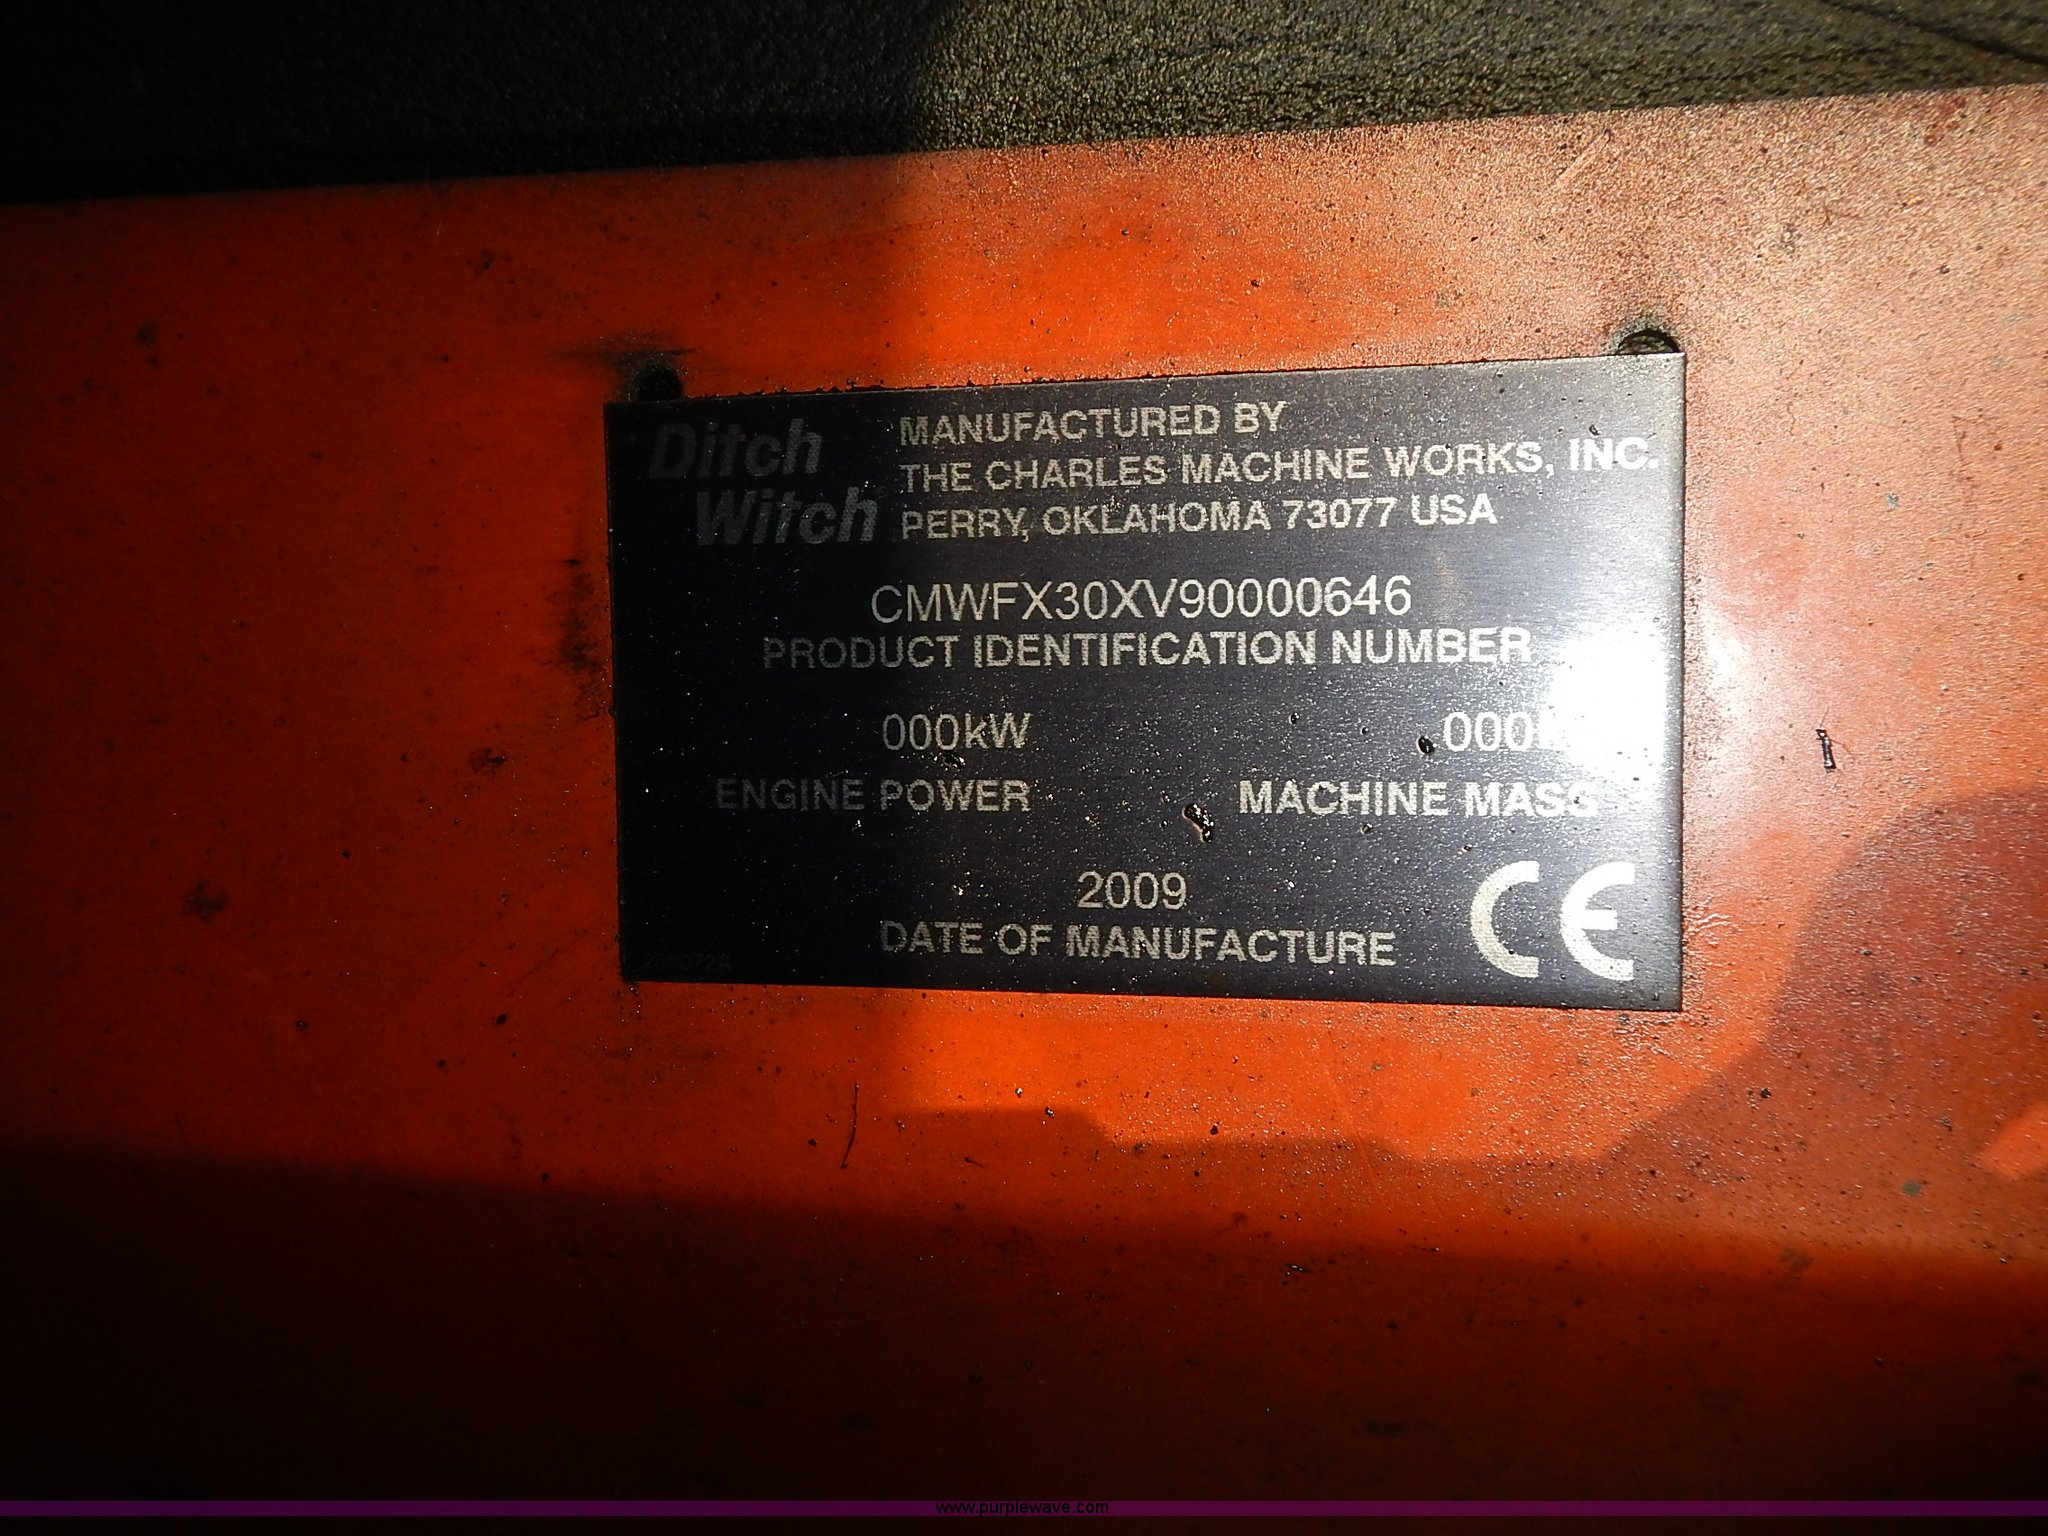 Ditch
Witch
MANUFACTURED BY
THE CHARLES MACHINE WORKS, INC.
PERRY, OKLAHOMA 73077 USA
CMWFX30XV90000646
PRODUCT IDENTIFICATION NUMBER
000kW
ENGINE POWER
MACHINE MASS
2009
DATE OF MANUFACTURE
CE
www.purplewave.com